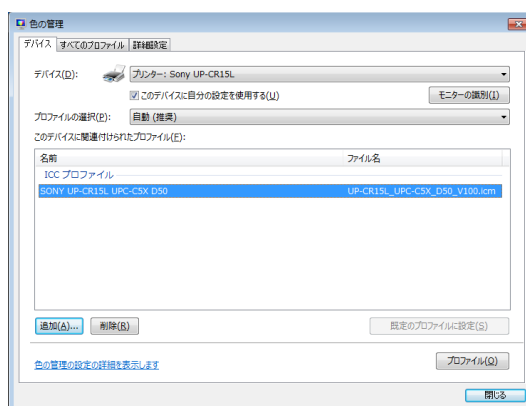 色の管理
デバイス すべてのプロファイル 詳細設定
デバイス(D): プリンター: Sony UP-CR15L
このデバイスに自分の設定を使用する(U) モニターの識別(I)
プロファイルの選択(P): 自動 (推奨)
このデバイスに関連付けられたプロファイル(F):
名前 ファイル名
ICC プロファイル
SONY UP-CR15L UPC-C5X D50 UP-CR15L_UPC-C5X_D50_V100.icm
追加(A)... 削除(R) 既定のプロファイルに設定(S)
色の管理の設定の詳細を表示します プロファイル(O)
閉じる